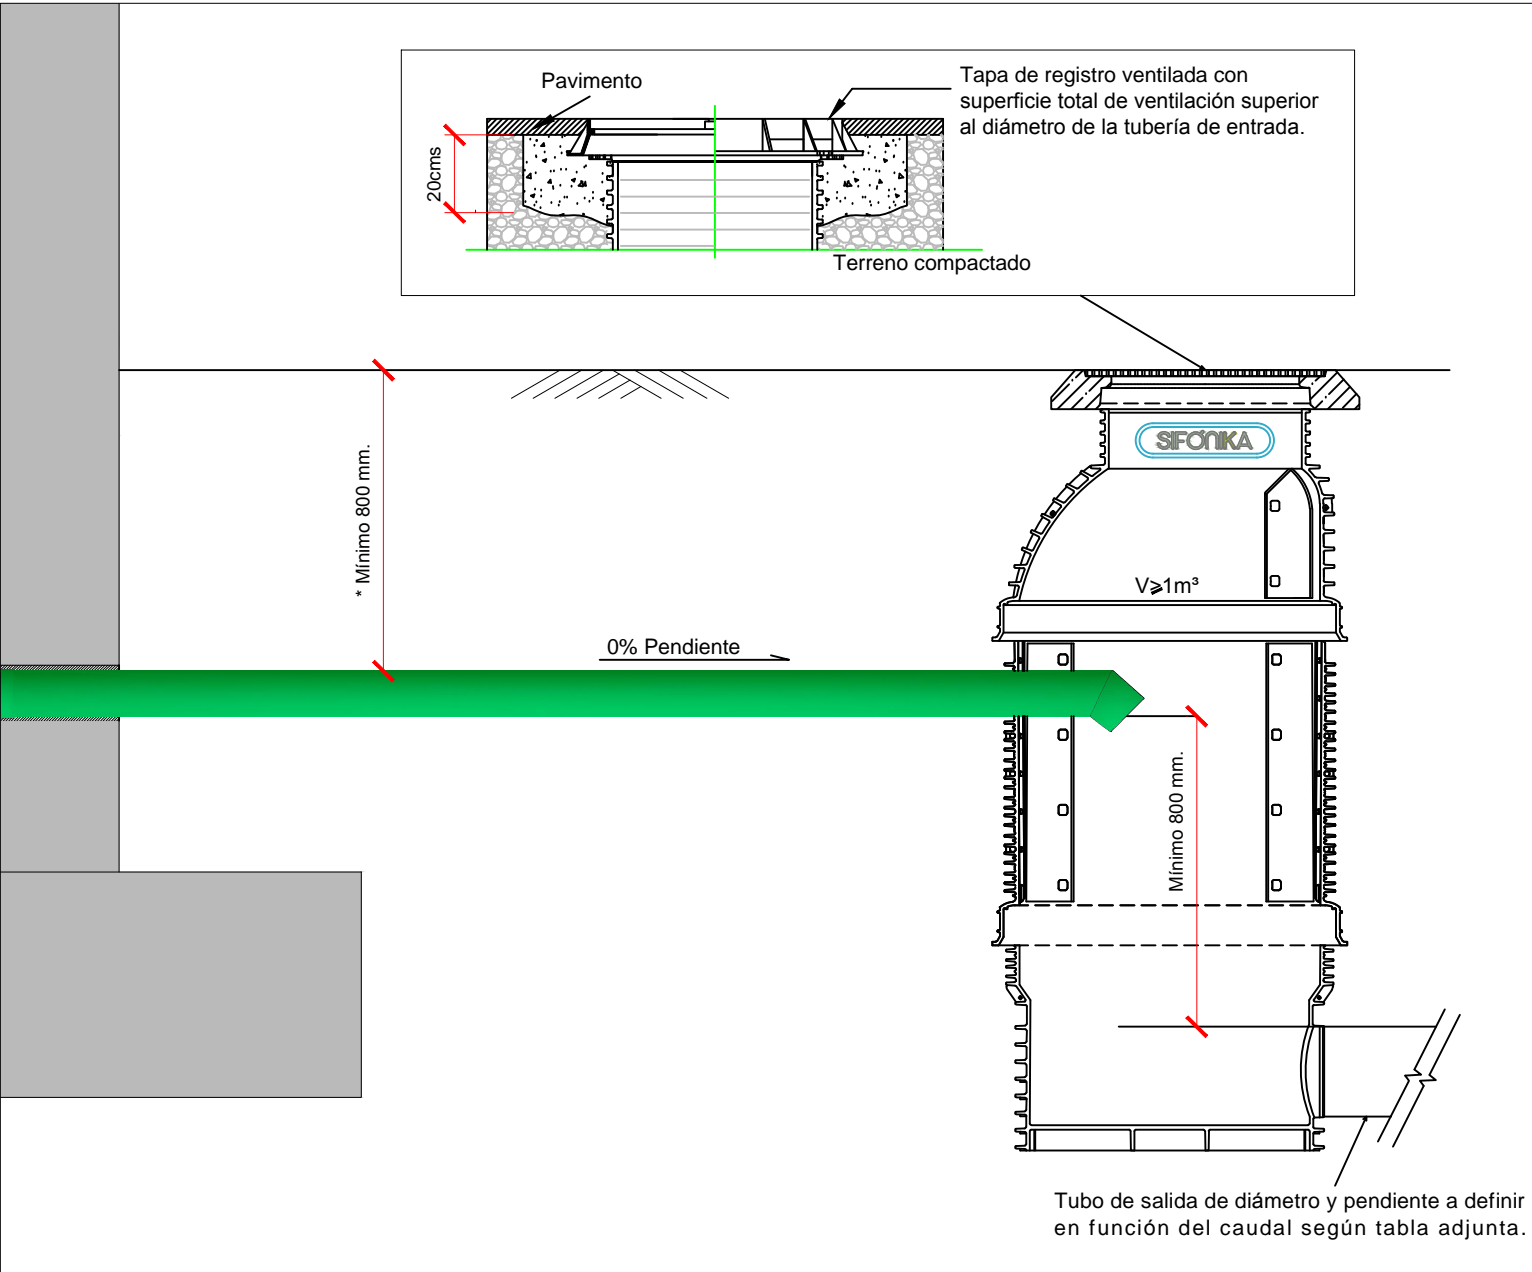 Pavimento
Tapa de registro ventilada con
superficie total de ventilación superior
al diámetro de la tubería de entrada.
20cms
Terreno compactado
SIFONIKA
* Mínimo 800 mm.
V⩾1m³
0% Pendiente
Mínimo 800 mm.
Tubo de salida de diámetro y pendiente a definir
en función del caudal según tabla adjunta.